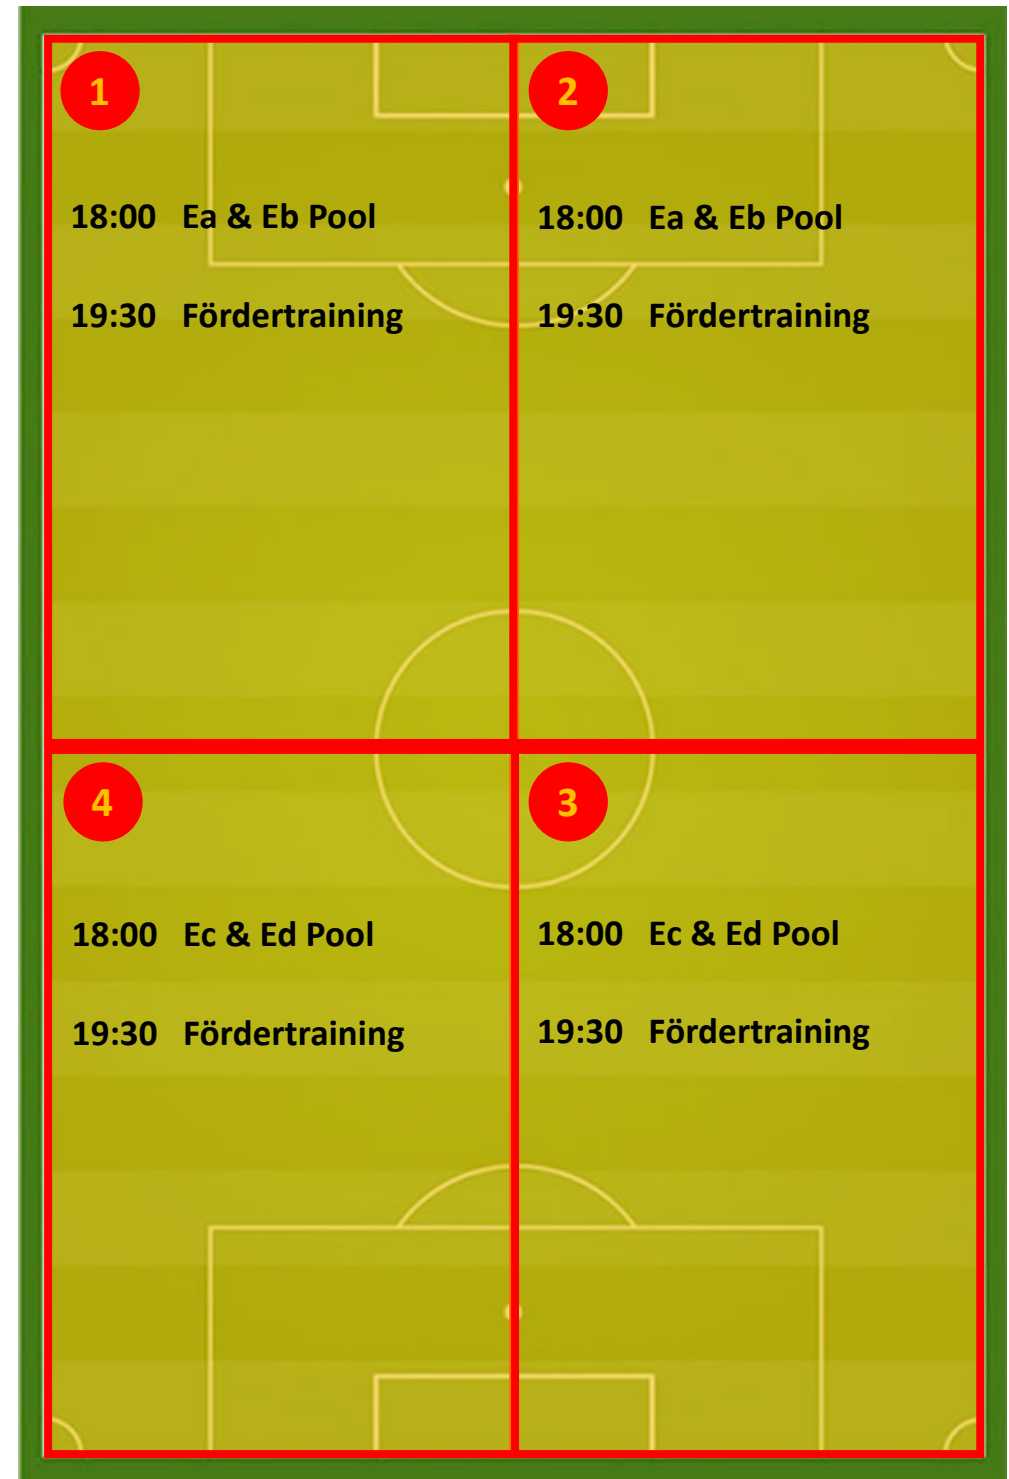 1
18:00 Ea & Eb Pool
19:30 Fördertraining
2
18:00 Ea & Eb Pool
19:30 Fördertraining
4
18:00 Ec & Ed Pool
19:30 Fördertraining
3
18:00 Ec & Ed Pool
19:30 Fördertraining